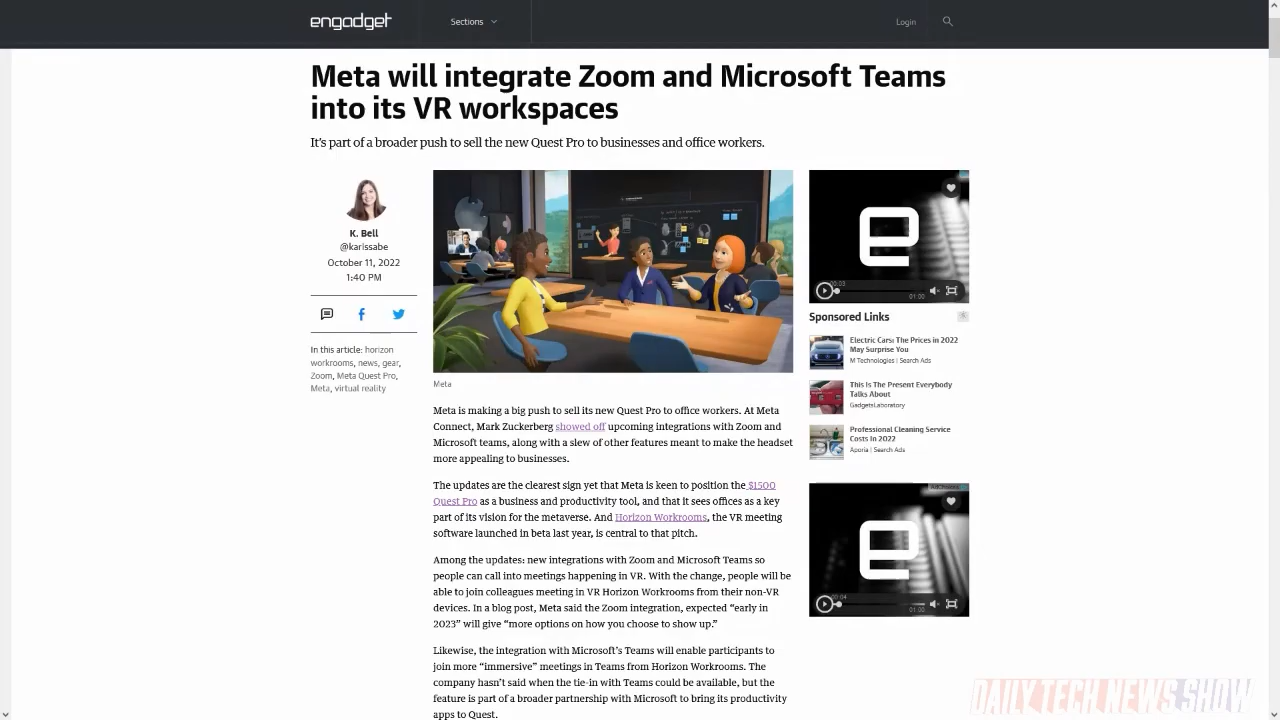 engadget
Sections
Login
Meta will integrate Zoom and Microsoft Teams
into its VR workspaces
It's part of a broader push to sell the new Quest Pro to businesses and office workers.
K. Bell
@karissabe
October 11, 2022
1:40 PM
In this article: horizon
workrooms, news, gear,
Zoom, Meta Quest Pro,
Meta, virtual reality
Meta
Meta is making a big push to sell its new Quest Pro to office workers. At Meta
Connect, Mark Zuckerberg showed off upcoming integrations with Zoom and
Microsoft teams, along with a slew of other features meant to make the headset
more appealing to businesses.
The updates are the clearest sign yet that Meta is keen to position the $1500
Quest Pro as a business and productivity tool, and that it sees offices as a key
part of its vision for the metaverse. And Horizon Workrooms, the VR meeting
software launched in beta last year, is central to that pitch.
Among the updates: new integrations with Zoom and Microsoft Teams so
people can call into meetings happening in VR. With the change, people will be
able to join colleagues meeting in VR Horizon Workrooms from their non-VR
devices. In a blog post, Meta said the Zoom integration, expected “early in
2023” will give “more options on how you choose to show up.”
Likewise, the integration with Microsoft’s Teams will enable participants to
join more “immersive” meetings in Teams from Horizon Workrooms. The
company hasn’t said when the tie-in with Teams could be available, but the
feature is part of a broader partnership with Microsoft to bring its productivity
apps to Quest.
e
00:03
01:00
Sponsored Links
Electric Cars: The Prices in 2022
May Surprise You
M Technologies | Search Ads
This Is The Present Everybody
Talks About
GadgetsLaboratory
Professional Cleaning Service
Costs In 2022
Aporia | Search Ads
e
00:04
01:00
DAILY TECH NEWS SHOW